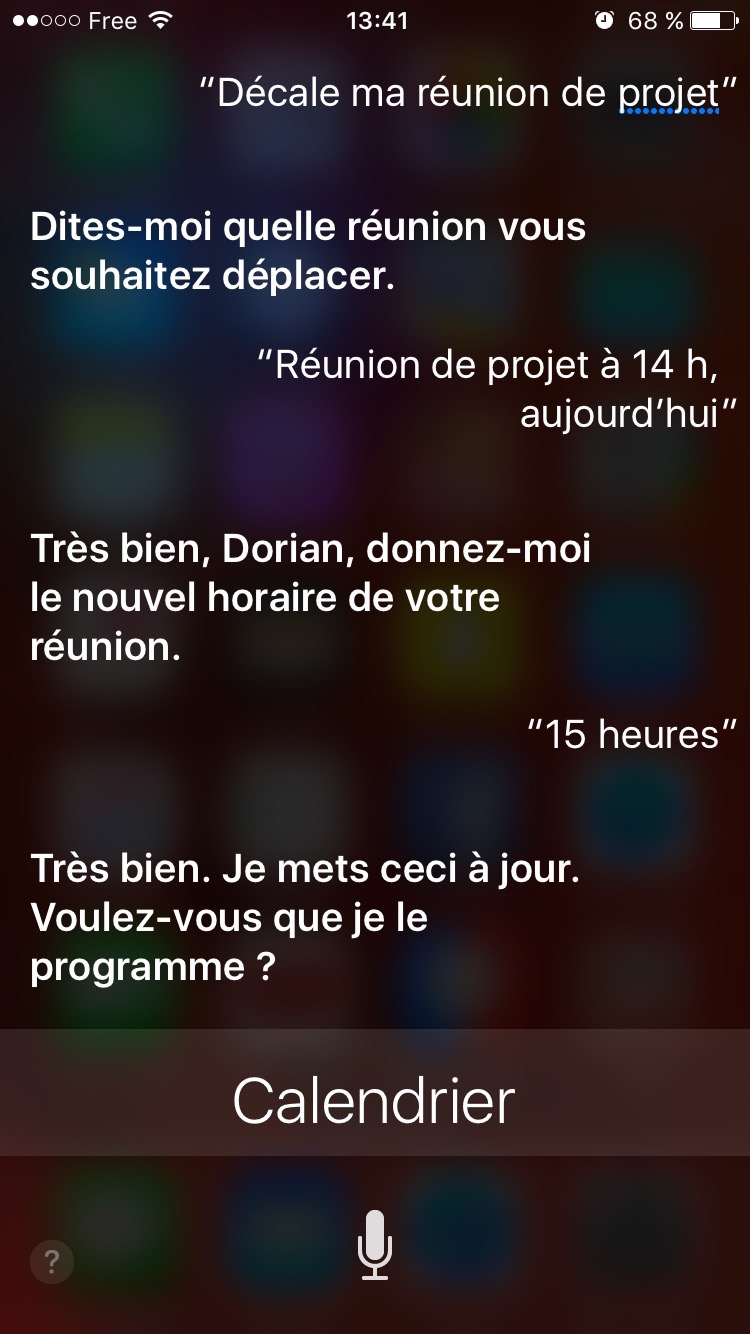 Free 13:41 68 %
“Décale ma réunion de projet”
Dites-moi quelle réunion vous
souhaitez déplacer.
“Réunion de projet à 14 h,
aujourd’hui”
Très bien, Dorian, donnez-moi
le nouvel horaire de votre
réunion.
“15 heures”
Très bien. Je mets ceci à jour.
Voulez-vous que je le
programme ?
Calendrier
?